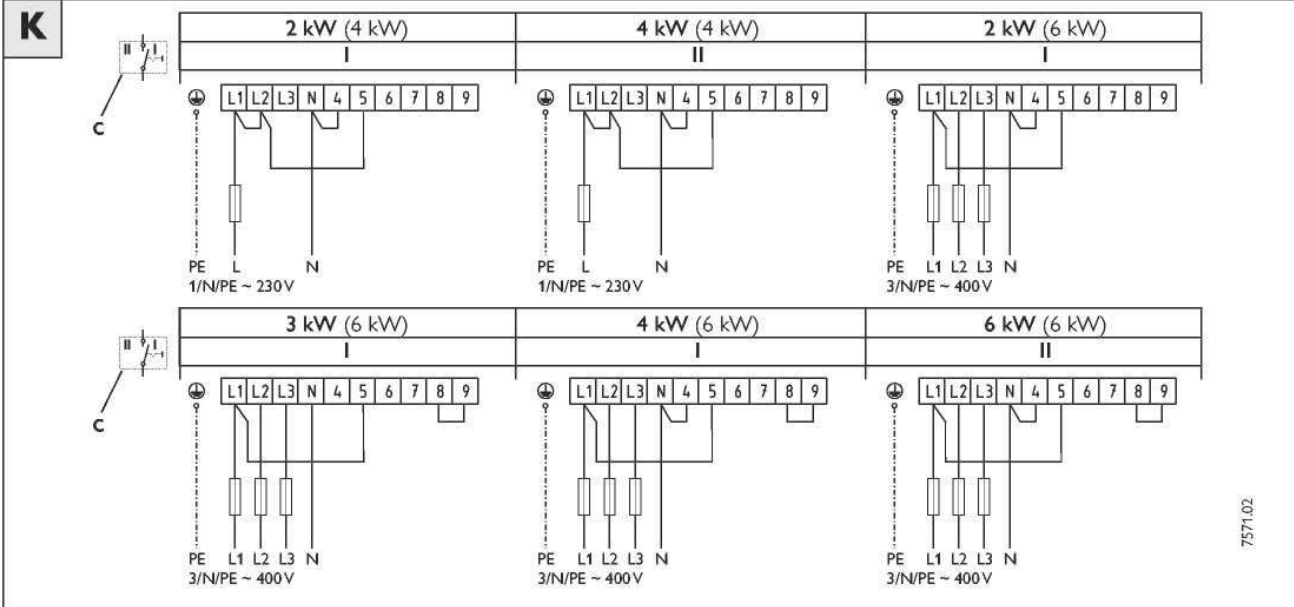 K
2 kW (4 kW) 4 kW (4 kW) 2 kW (6 kW)
II I
I II I
L1 L2 L3 N 4 5 6 7 8 9 L1 L2 L3 N 4 5 6 7 8 9 L1 L2 L3 N 4 5 6 7 8 9
C
PE L N PE L N PE L1 L2 L3 N
1/N/PE ~ 230 V 1/N/PE ~ 230 V 3/N/PE ~ 400 V
3 kW (6 kW) 4 kW (6 kW) 6 kW (6 kW)
II I
I I II
L1 L2 L3 N 4 5 6 7 8 9 L1 L2 L3 N 4 5 6 7 8 9 L1 L2 L3 N 4 5 6 7 8 9
C
PE L1 L2 L3 N PE L1 L2 L3 N PE L1 L2 L3 N
3/N/PE ~ 400 V 3/N/PE ~ 400 V 3/N/PE ~ 400 V
7571.02